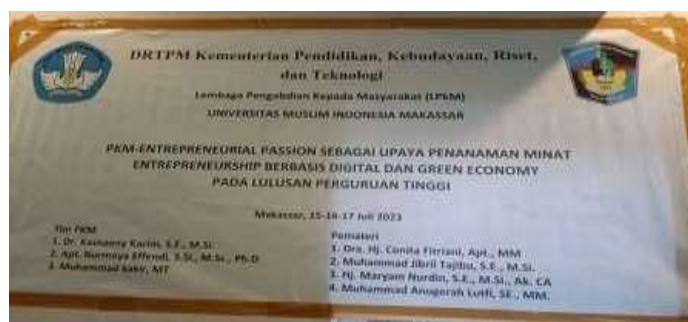 DRTPM Kementerian Pendidikan, Kebudayaan, Riset,
dan Teknologi
Lembaga Pengabdian Kepada Masyarakat (LPkM)
UNIVERSITAS MUSLIM INDONESIA MAKASSAR
PKM-ENTREPRENEURIAL PASSION SEBAGAI UPAYA PENANAMAN MINAT
ENTREPRENEURSHIP BERBASIS DIGITAL DAN GREEN ECONOMY
PADA LULUSAN PERGURUAN TINGGI
Makassar, 15-16-17 Juli 2023
Tim PKM
1. Dr. Karim, S.E., M.Si.
2. Apt. Nurmaya Effendi, S.Si., M.Sc., Ph.D
3. Muhammad Sakir, MT
Pemateri
1. Dra. Hj. Conita Fitriani, Apt., MM
2. Muhammad Jibril Tajibu, S.E., M.Si.
3. Hj. Maryam Nurdin, S.E., M.Si., Ak, CA
4. Muhammad Anugerah Lutfi, SE., MM.